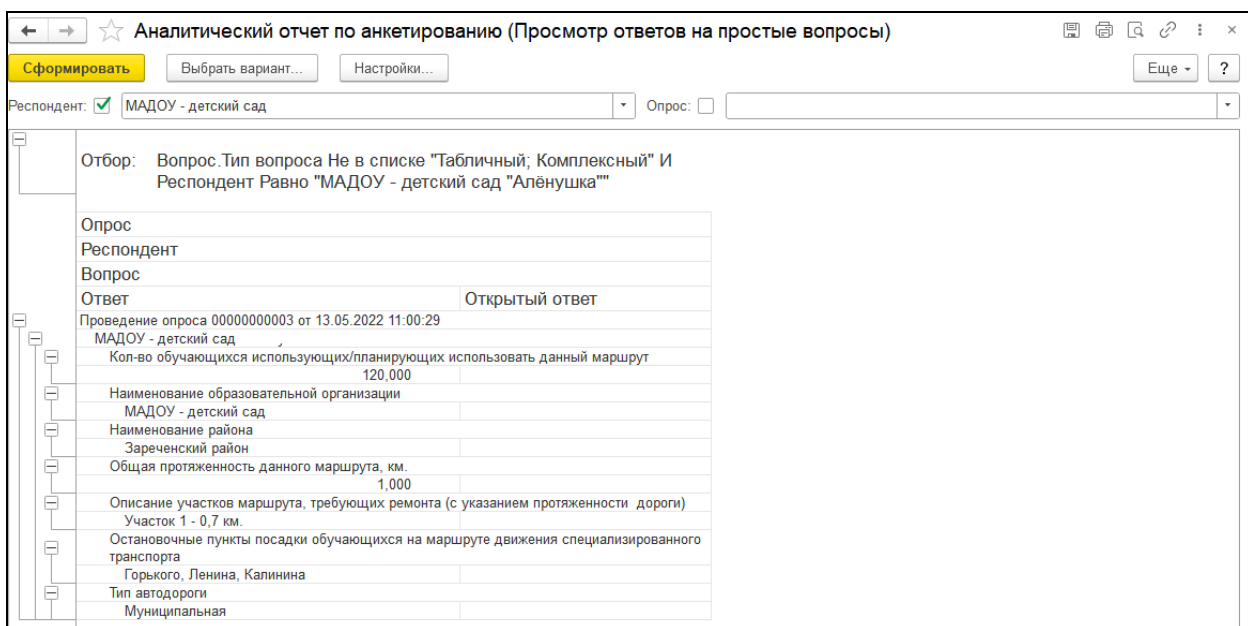 Аналитический отчет по анкетированию (Просмотр ответов на простые вопросы)
Сформировать Выбрать вариант... Настройки... Еще ?
Респондент: МАДОУ - детский сад Опрос:
Отбор: Вопрос.Тип вопроса Не в списке "Табличный; Комплексный" И
Респондент Равно "МАДОУ - детский сад "Алёнушка""
Опрос
Респондент
Вопрос
Ответ Открытый ответ
Проведение опроса 00000000003 от 13.05.2022 11:00:29
МАДОУ - детский сад
Кол-во обучающихся использующих/планирующих использовать данный маршрут
120,000
Наименование образовательной организации
МАДОУ - детский сад
Наименование района
Зареченский район
Общая протяженность данного маршрута, км.
1,000
Описание участков маршрута, требующих ремонта (с указанием протяженности дороги)
Участок 1 - 0,7 км.
Остановочные пункты посадки обучающихся на маршруте движения специализированного
транспорта
Горького, Ленина, Калинина
Тип автодороги
Муниципальная